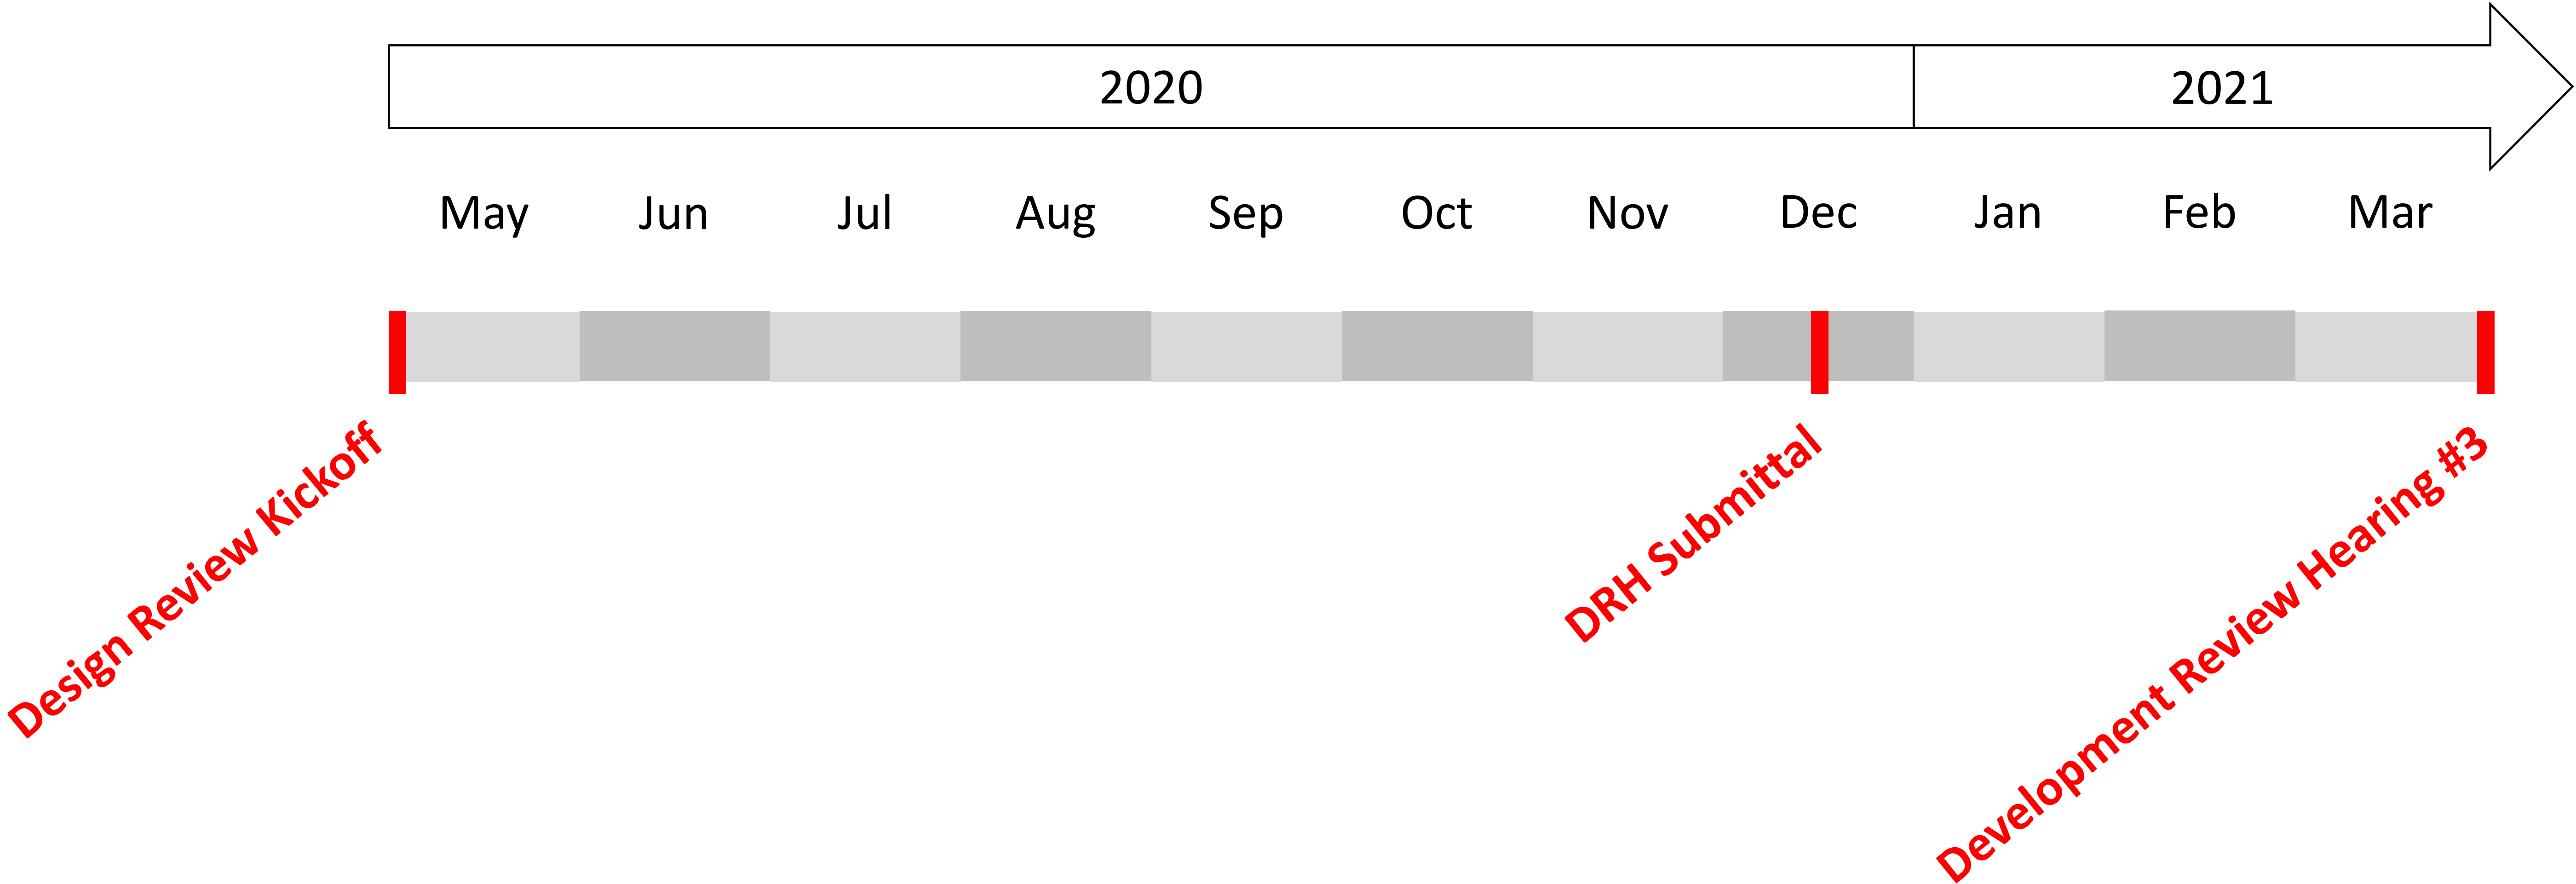 2020
2021
May
Jun
Jul
Aug
Sep
Oct
Nov
Dec
Jan
Feb
Mar
Design Review Kickoff
DRH Submittal
Development Review Hearing #3